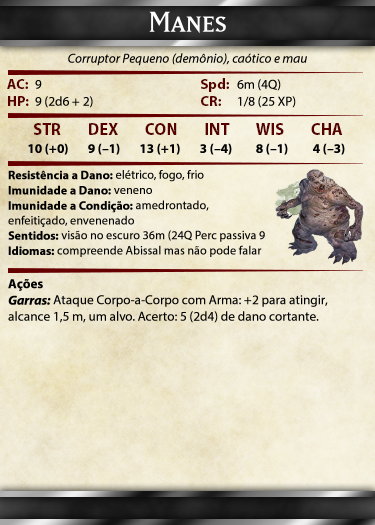 MANES
Corruptor Pequeno (demônio), caótico e mau
AC: 9 Spd: 6m (4Q)
HP: 9 (2d6 + 2) CR: 1/8 (25 XP)
STR DEX CON INT WIS CHA
10 (+0) 9 (–1) 13 (+1) 3 (–4) 8 (–1) 4 (–3)
Resistência a Dano: elétrico, fogo, frio
Imunidade a Dano: veneno
Imunidade a Condição: amedrontado,
enfeitiçado, envenenado
Sentidos: visão no escuro 36m (24Q Perc passiva 9
Idiomas: compreende Abissal mas não pode falar
Ações
Garras: Ataque Corpo-a-Corpo com Arma: +2 para atingir,
alcance 1,5 m, um alvo. Acerto: 5 (2d4) de dano cortante.